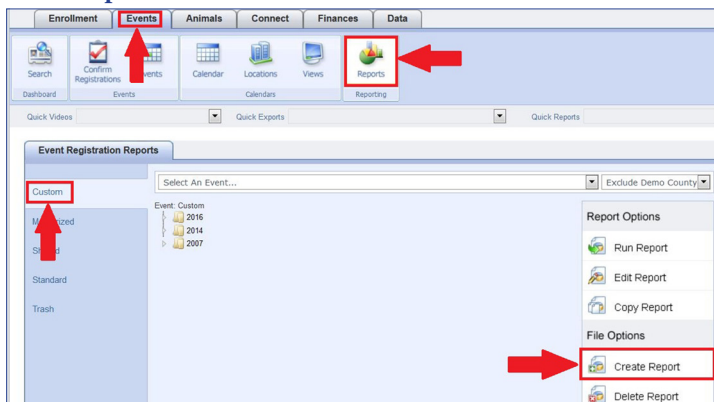 Enrollment Events Animals Connect Finances Data
Search Confirm Registrations Events Calendar Locations Views Reports
Dashboard Events Calendars Reporting
Quick Videos Quick Exports Quick Reports
Event Registration Reports
Select An Event... Exclude Demo County
Custom
Event: Custom
2016
2014
2007
Standard
Trash
Report Options
Run Report
Edit Report
Copy Report
File Options
Create Report
Delete Report